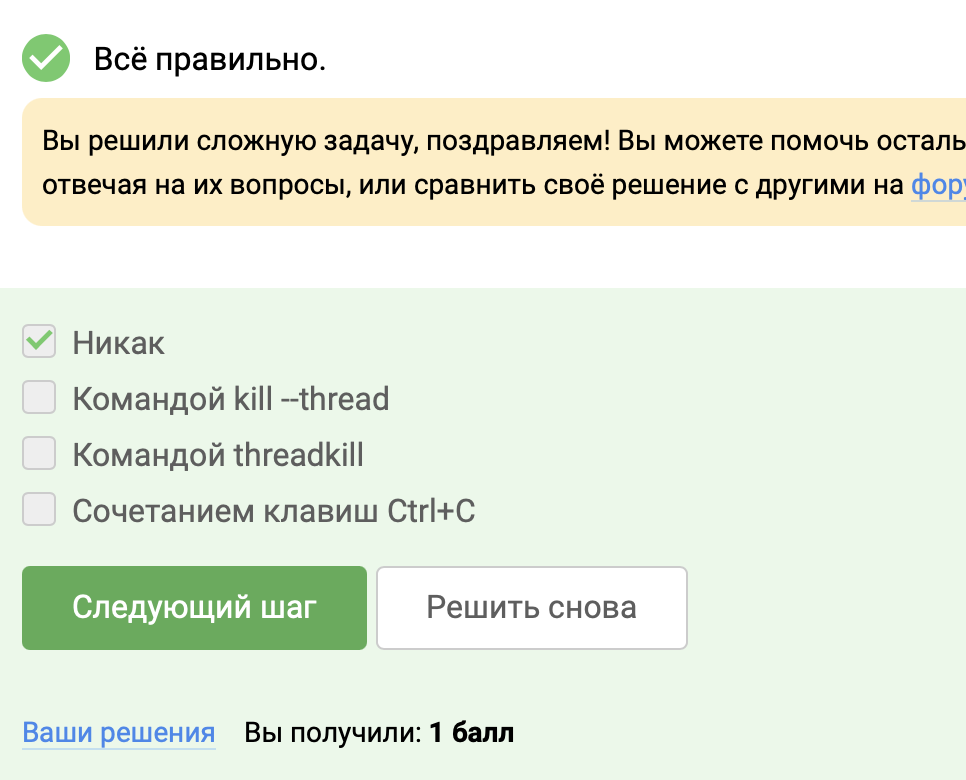 Всё правильно.
Вы решили сложную задачу, поздравляем! Вы можете помочь осталь
отвечая на их вопросы, или сравнить своё решение с другими на фору
Никак
Командой kill --thread
Командой threadkill
Сочетанием клавиш Ctrl+C
Следующий шаг
Решить снова
Ваши решения Вы получили: 1 балл